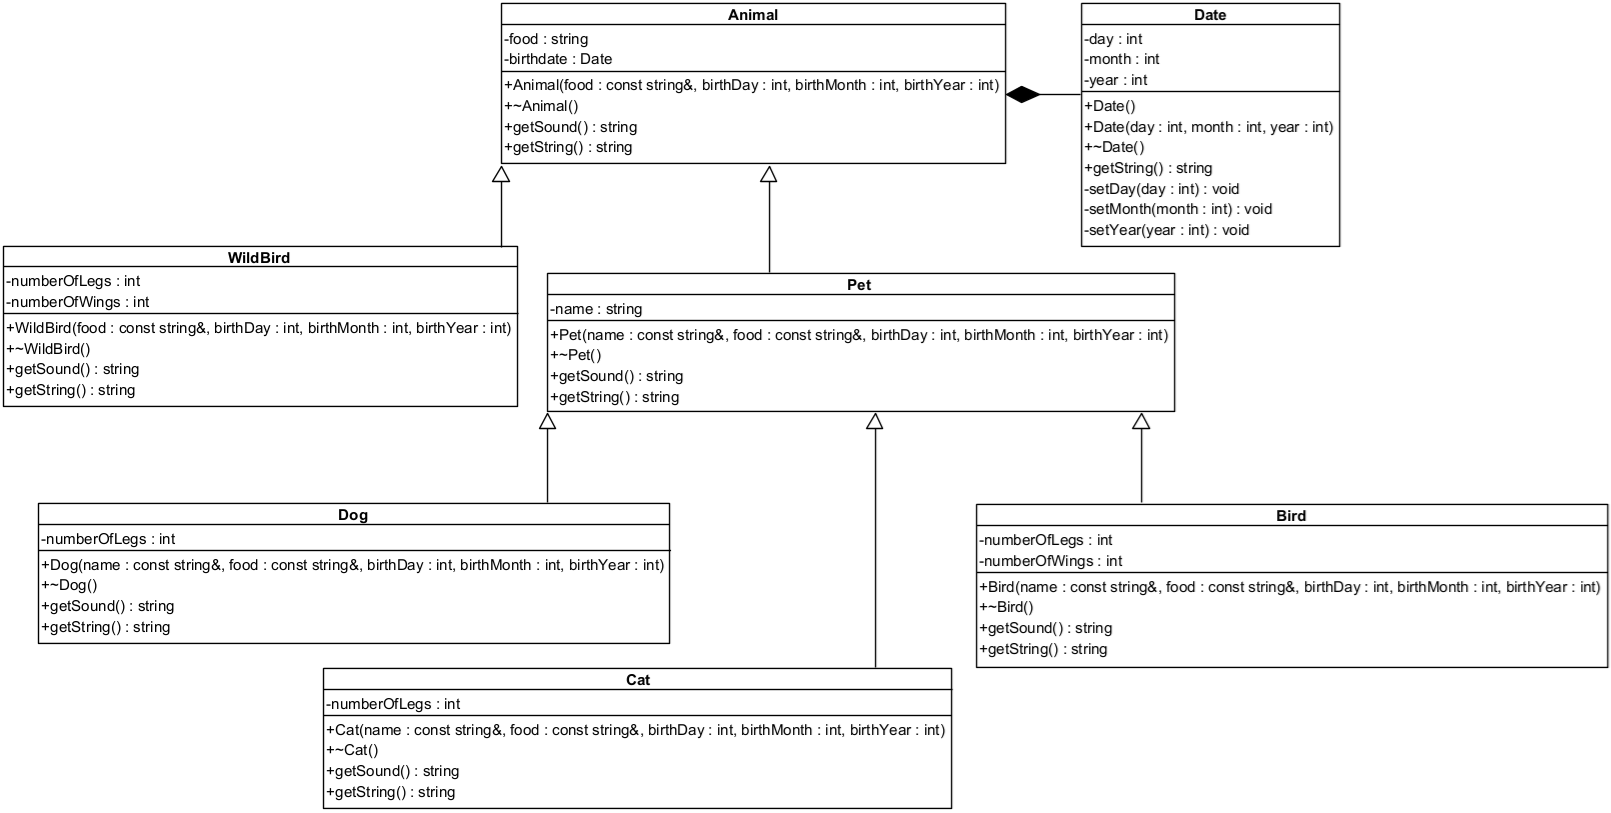 Animal
-food : string
-birthdate : Date
+Animal(food : const string&, birthDay : int, birthMonth : int, birthYear : int)
+~Animal()
+getSound() : string
+getString() : string
Date
-day : int
-month : int
-year : int
+Date()
+Date(day : int, month : int, year : int)
+~Date()
+getString() : string
-setDay(day : int) : void
-setMonth(month : int) : void
-setYear(year : int) : void
WildBird
-numberOfLegs : int
-numberOfWings : int
+WildBird(food : const string&, birthDay : int, birthMonth : int, birthYear : int)
+~WildBird()
+getSound() : string
+getString() : string
Pet
-name : string
+Pet(name : const string&, food : const string&, birthDay : int, birthMonth : int, birthYear : int)
+~Pet()
+getSound() : string
+getString() : string
Dog
-numberOfLegs : int
+Dog(name : const string&, food : const string&, birthDay : int, birthMonth : int, birthYear : int)
+~Dog()
+getSound() : string
+getString() : string
Bird
-numberOfLegs : int
-numberOfWings : int
+Bird(name : const string&, food : const string&, birthDay : int, birthMonth : int, birthYear : int)
+~Bird()
+getSound() : string
+getString() : string
Cat
-numberOfLegs : int
+Cat(name : const string&, food : const string&, birthDay : int, birthMonth : int, birthYear : int)
+~Cat()
+getSound() : string
+getString() : string